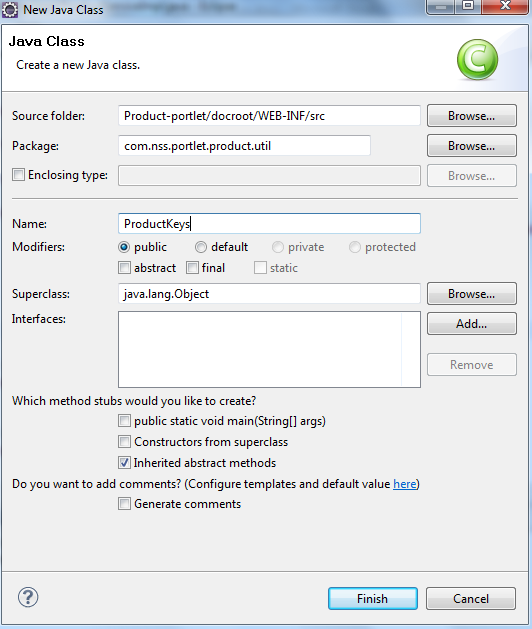 New Java Class
Java Class
Create a new Java class.
C
Source folder: Product-portlet/docroot/WEB-INF/src Browse...
Package: com.nss.portlet.product.util Browse...
Enclosing type: Browse...
Name: ProductKeys
Modifiers: public default private protected
abstract final static
Superclass: java.lang.Object Browse...
Interfaces: Add...
Remove
Which method stubs would you like to create?
public static void main(String[] args)
Constructors from superclass
Inherited abstract methods
Do you want to add comments? (Configure templates and default value here)
Generate comments
? Finish Cancel